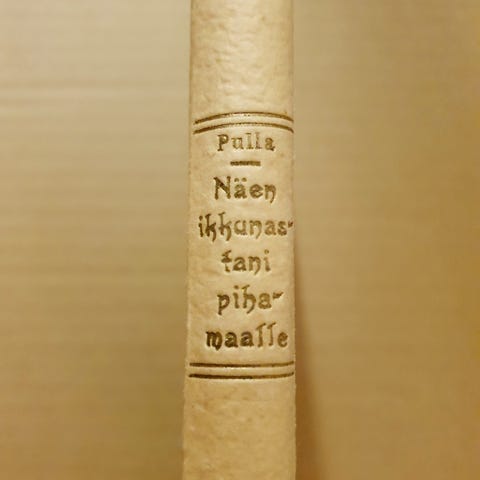 Pulla
Näen
ikkunas-
tani
piha-
maalle